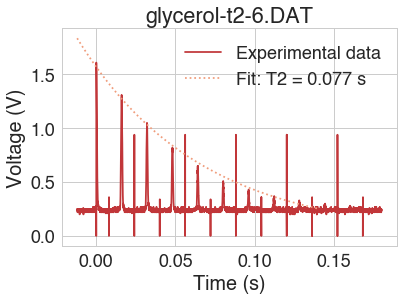 glycerol-t2-6.DAT
Experimental data
Fit: T2 = 0.077 s
Voltage (V)
1.5
1.0
0.5
0.0
0.00 0.05 0.10 0.15
Time (s)